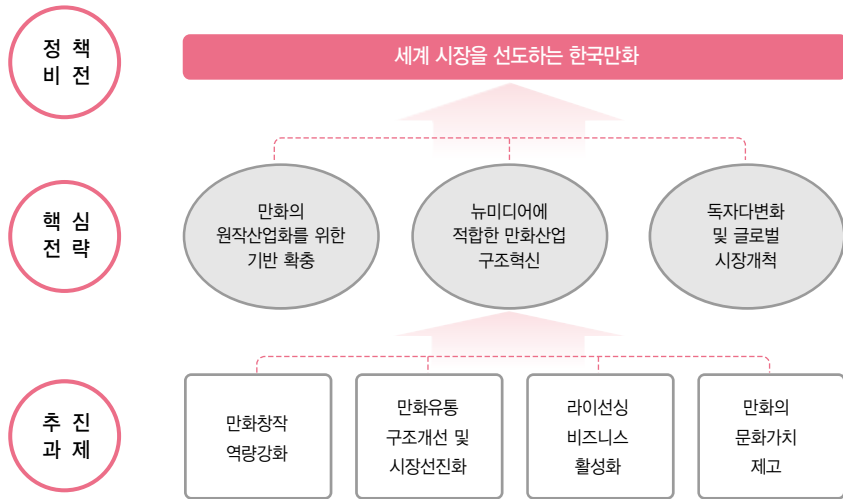 정 책
비 전
세계 시장을 선도하는 한국만화
핵 심
전 략
만화의
원작산업화를 위한
기반 확충
뉴미디어에
적합한 만화산업
구조혁신
독자다변화
및 글로벌
시장개척
추 진
과 제
만화창작
역량강화
만화유통
구조개선 및
시장선진화
라이선싱
비즈니스
활성화
만화의
문화가치
제고